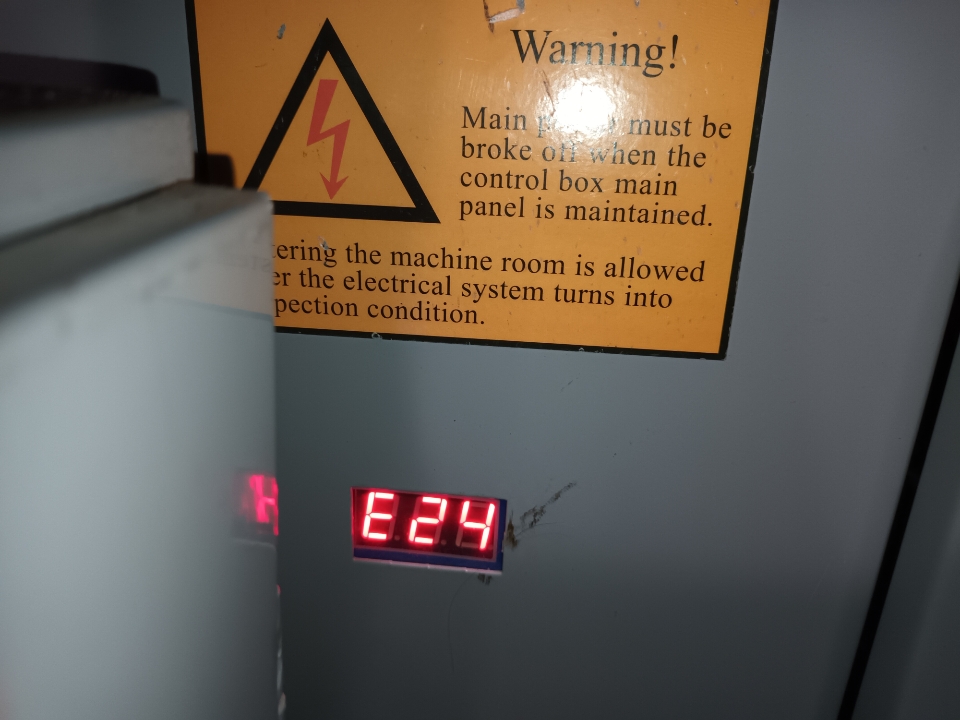 Warning!
Main must be
broke off when the
control box main
panel is maintained.
tering the machine room is allowed
er the electrical system turns into
pection condition.
E24